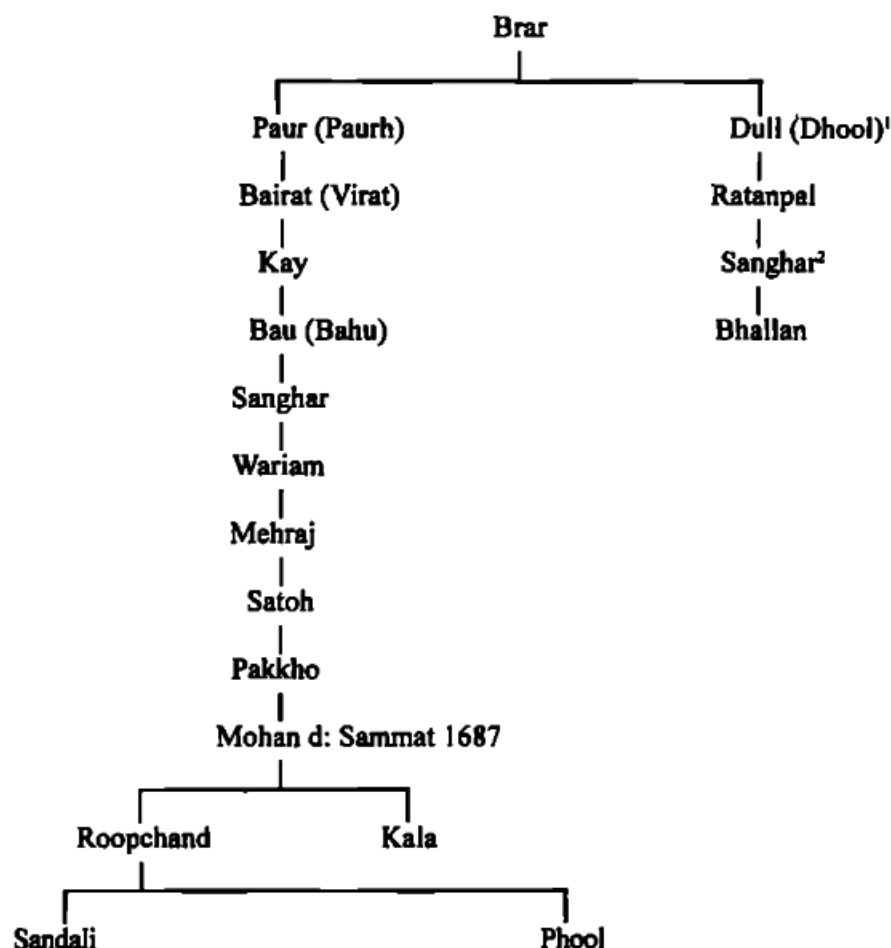 Brar
Paur (Paurh) Dull (Dhool)¹
Bairat (Virat) Ratanpal
Kay Sanghar²
Bau (Bahu) Bhallan
Sanghar
Wariam
Mehraj
Satoh
Pakkho
Mohan d: Sammat 1687
Roopchand Kala
Sandali Phool